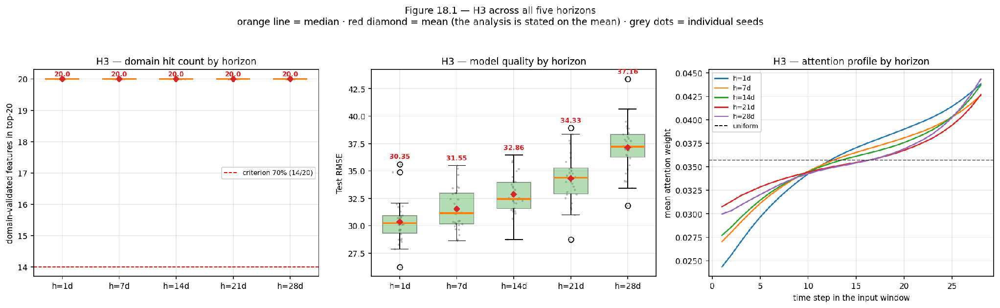 Figure 18.1 — H3 across all five horizons
orange line = median · red diamond = mean (the analysis is stated on the mean) · grey dots = individual seeds
H3 — domain hit count by horizon
domain-validated features in top-20
20
19
18
17
16
15
14
20.0
20.0
20.0
20.0
20.0
criterion 70% (14/20)
h=1d
h=7d
h=14d
h=21d
h=28d
H3 — model quality by horizon
Test RMSE
42.5
40.0
37.5
35.0
32.5
30.0
27.5
30.35
31.55
32.86
34.33
37.16
h=1d
h=7d
h=14d
h=21d
h=28d
H3 — attention profile by horizon
mean attention weight
0.0450
0.0425
0.0400
0.0375
0.0350
0.0325
0.0300
0.0275
0.0250
h=1d
h=7d
h=14d
h=21d
h=28d
uniform
0
5
10
15
20
25
time step in the input window